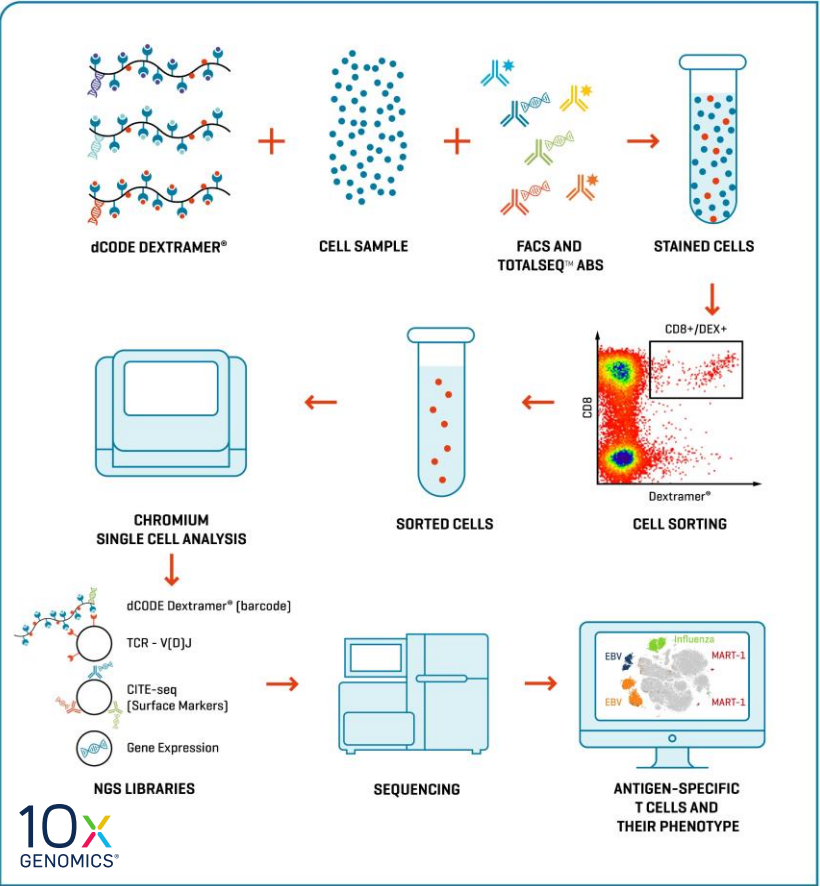 dCODE DEXTRAMER®
CELL SAMPLE
FACS AND
TOTALSEQ™ ABS
STAINED CELLS
CD8+/DEX+
CD8
Dextramer®
CELL SORTING
SORTED CELLS
CHROMIUM
SINGLE CELL ANALYSIS
dCODE Dextramer® (barcode)
TCR - V(D)J
CITE-seq
(Surface Markers)
Gene Expression
NGS LIBRARIES
SEQUENCING
Influenza
EBV
MART-1
EBV
MART-1
ANTIGEN-SPECIFIC
T CELLS AND
THEIR PHENOTYPE
10x
GENOMICS®